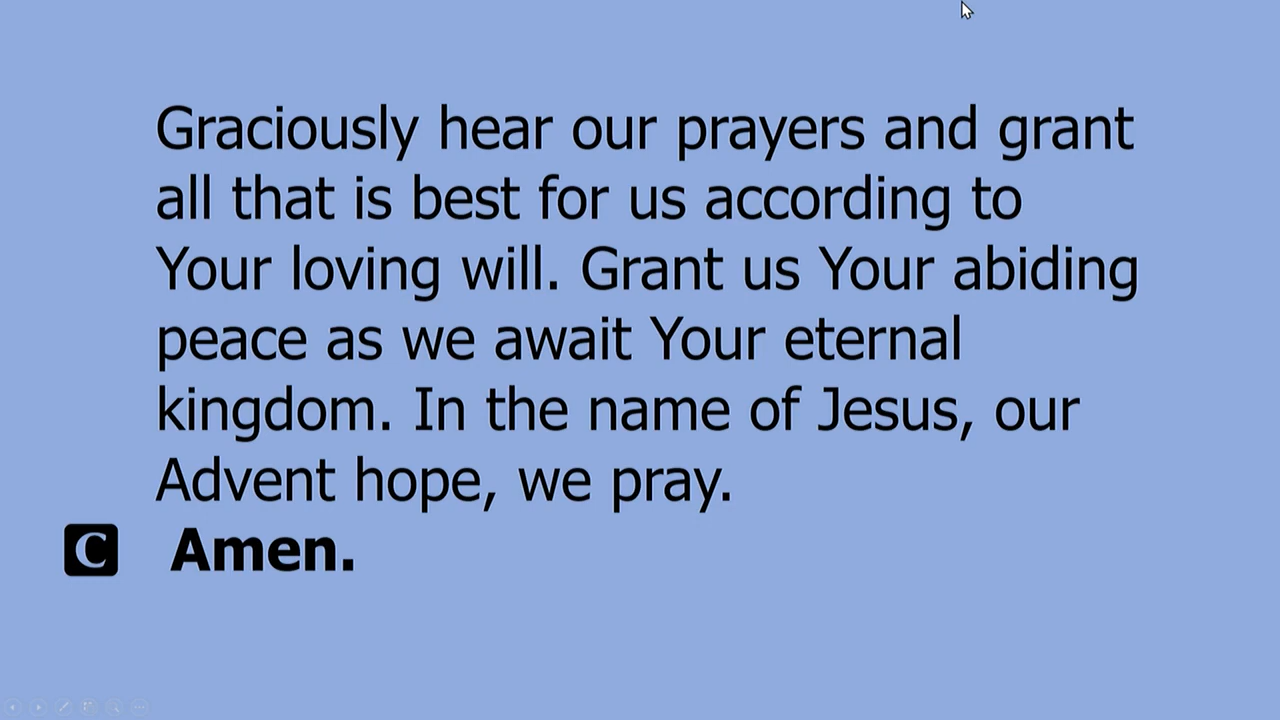 Graciously hear our prayers and grant
all that is best for us according to
Your loving will. Grant us Your abiding
peace as we await Your eternal
kingdom. In the name of Jesus, our
Advent hope, we pray.
C Amen.